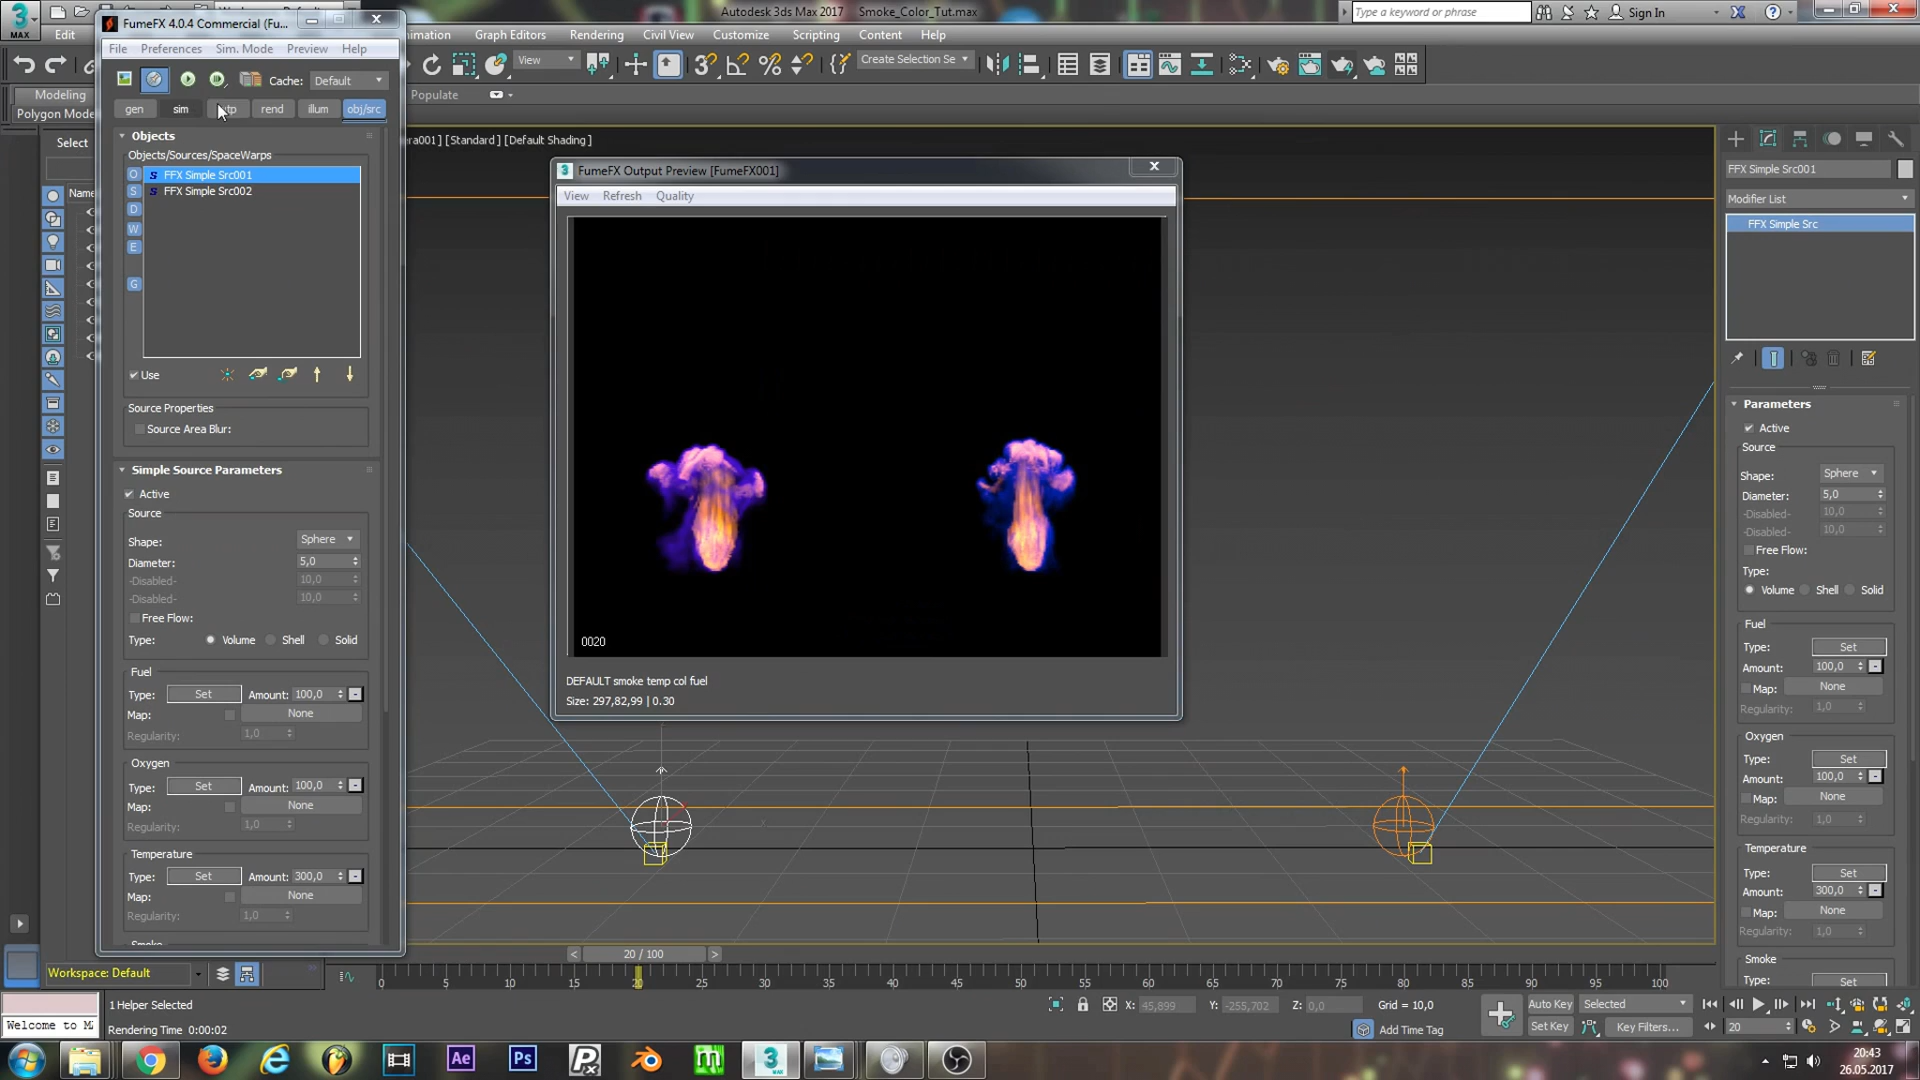 Autodesk 3ds Max 2017 Smoke_Color_Tut.max
Type a keyword or phrase
Sign In
MAX
Edit
Graph Editors
Rendering
Civil View
Customize
Scripting
Content
Help
View
Create Selection Se
Modeling
Populate
Polygon Mode
Select
Name
FumeFX 4.0.4 Commercial (Fu...
File
Preferences
Sim. Mode
Preview
Help
Cache:
Default
gen
sim
rend
illum
obj/src
Objects
Objects/Sources/SpaceWarps
O
S
D
W
E
G
FFX Simple Src001
FFX Simple Src002
Use
Source Properties
Source Area Blur:
Simple Source Parameters
Active
Source
Shape:
Sphere
Diameter:
5,0
-Disabled-
10,0
-Disabled-
10,0
Free Flow:
Type:
Volume
Shell
Solid
Fuel
Type:
Set
Amount:
100,0
Map:
None
Regularity:
1,0
Oxygen
Type:
Set
Amount:
100,0
Map:
None
Regularity:
1,0
Temperature
Type:
Set
Amount:
300,0
Map:
None
Regularity:
1,0
[Standard] [Default Shading]
FumeFX Output Preview [FumeFX001]
View
Refresh
Quality
0020
DEFAULT smoke temp col fuel
Size: 297,82,99 | 0.30
FFX Simple Src001
Modifier List
FFX Simple Src
Parameters
Active
Source
Shape:
Sphere
Diameter:
5,0
-Disabled-
10,0
-Disabled-
10,0
Free Flow:
Type:
Volume
Shell
Solid
Fuel
Type:
Set
Amount:
100,0
Map:
None
Regularity:
1,0
Oxygen
Type:
Set
Amount:
100,0
Map:
None
Regularity:
1,0
Temperature
Type:
Set
Amount:
300,0
Map:
None
Regularity:
1,0
Smoke
Type:
Set
20 / 100
Workspace: Default
0
5
10
15
20
25
30
35
40
45
50
55
60
65
70
75
80
85
90
95
100
1 Helper Selected
Rendering Time 0:00:02
Welcome to M
X:
45,899
Y:
-255,702
Z:
0,0
Grid = 10,0
Add Time Tag
Auto Key
Selected
Set Key
Key Filters...
20
Ae
Ps
3
MAX
20:43
26.05.2017